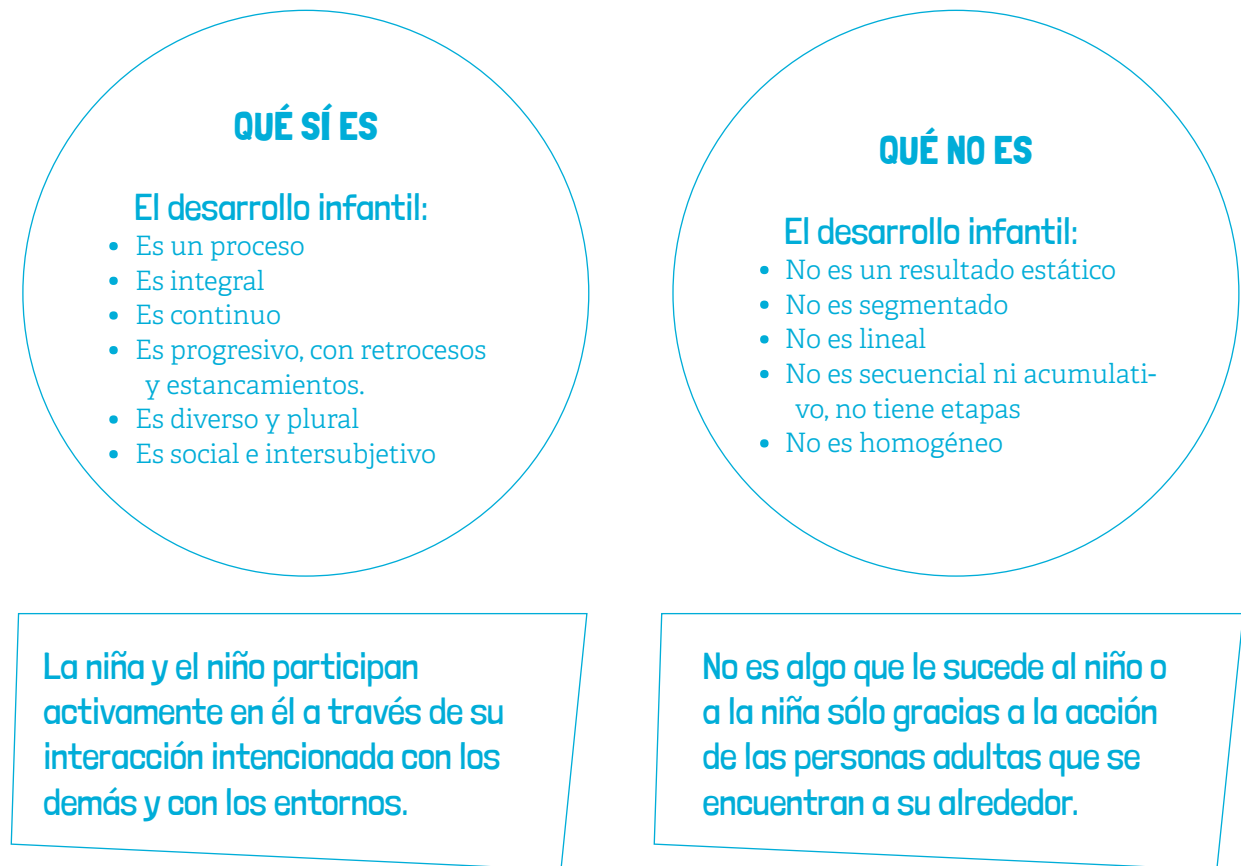 QUÉ SÍ ES
El desarrollo infantil:
• Es un proceso
• Es integral
• Es continuo
• Es progresivo, con retrocesos
y estancamientos.
• Es diverso y plural
• Es social e intersubjetivo
QUÉ NO ES
El desarrollo infantil:
• No es un resultado estático
• No es segmentado
• No es lineal
• No es secuencial ni acumulati-
vo, no tiene etapas
• No es homogéneo
La niña y el niño participan
activamente en él a través de su
interacción intencionada con los
demás y con los entornos.
No es algo que le sucede al niño o
a la niña sólo gracias a la acción
de las personas adultas que se
encuentran a su alrededor.